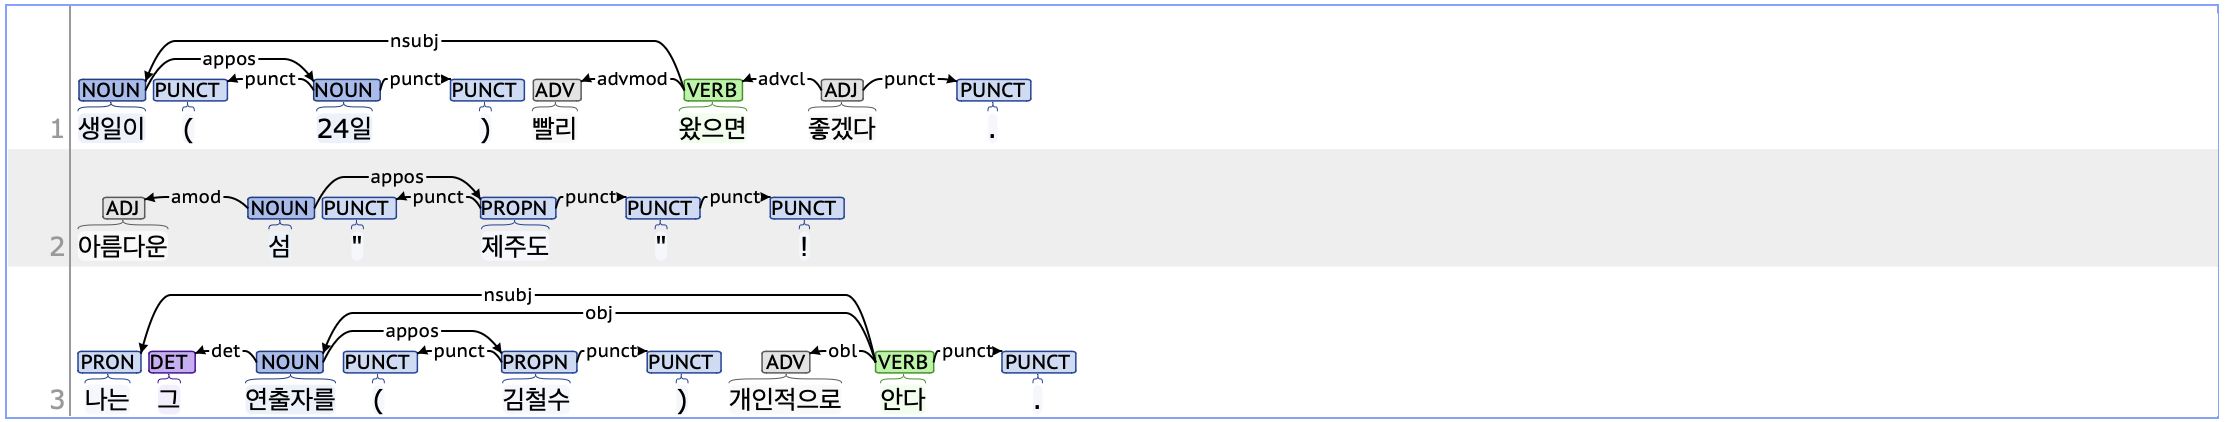 nsubj
appos
NOUN PUNCT punct NOUN punct PUNCT ADV advmod VERB advcl ADJ punct PUNCT
1 생일이 ( 24일 ) 빨리 왔으면 좋겠다 .
appos
ADJ amod NOUN PUNCT punct PROPN punct PUNCT punct PUNCT
2 아름다운 섬 " 제주도 " !
nsubj
obj
appos
PRON DET det NOUN PUNCT punct PROPN punct PUNCT ADV obl VERB punct PUNCT
3 나는 그 연출자를 ( 김철수 ) 개인적으로 안다 .